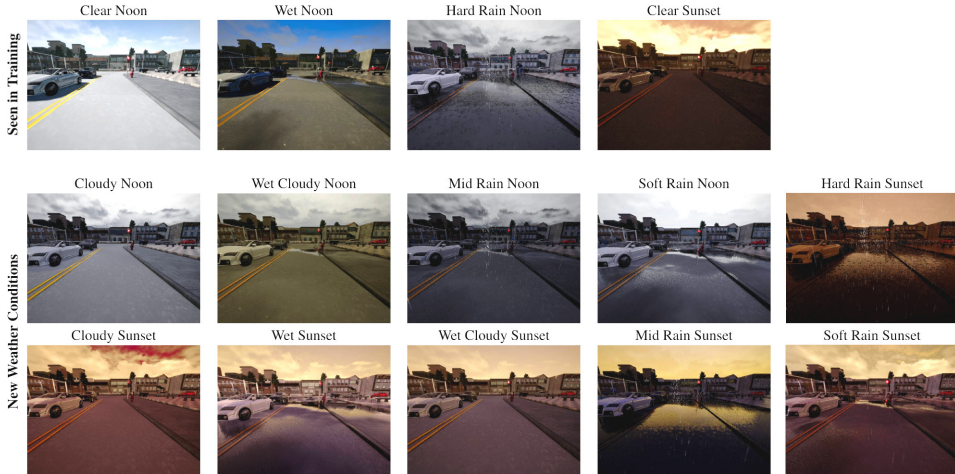 Clear Noon
Wet Noon
Hard Rain Noon
Clear Sunset
Seen in Training
Cloudy Noon
Wet Cloudy Noon
Mid Rain Noon
Soft Rain Noon
Hard Rain Sunset
New Weather Conditions
Cloudy Sunset
Wet Sunset
Wet Cloudy Sunset
Mid Rain Sunset
Soft Rain Sunset